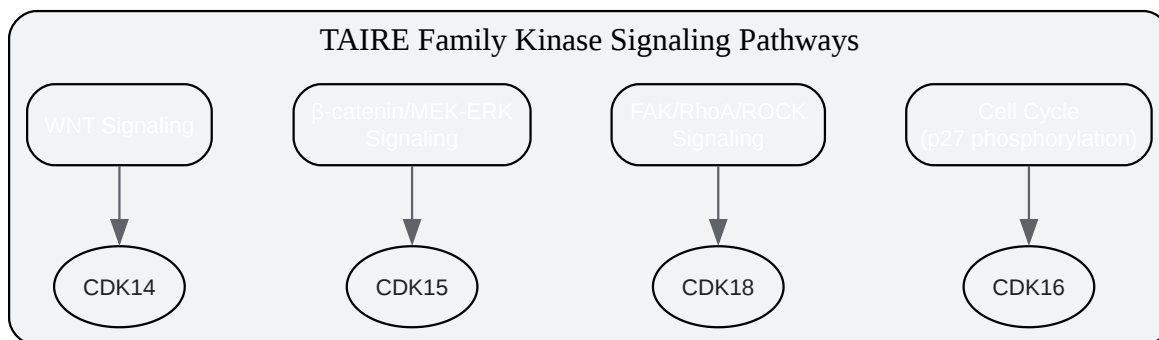 TAIRE Family Kinase Signaling Pathways
WNT Signaling
β-catenin/MEK-ERK
Signaling
FAK/RhoA/ROCK
Signaling
Cell Cycle
(p27 phosphorylation)
CDK14
CDK15
CDK18
CDK16